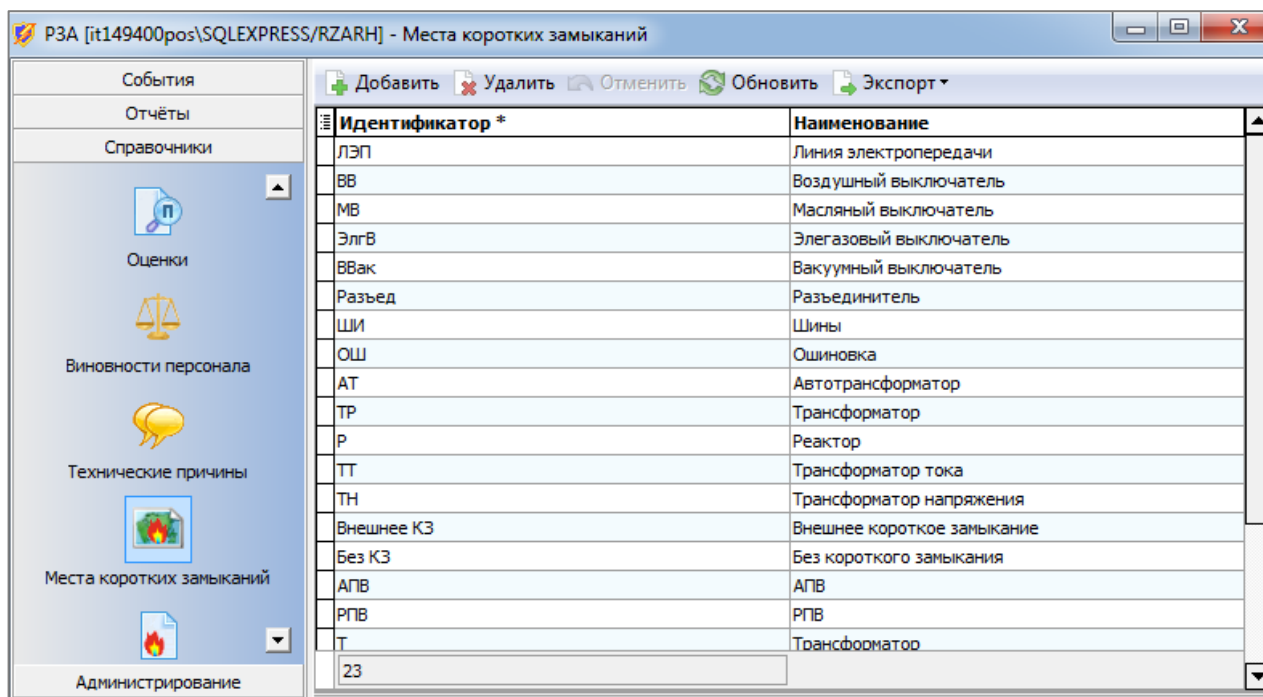 РЗА [it149400pos\SQLEXPRESS/RZARH] - Места коротких замыканий
События
Отчёты
Справочники
Оценки
Виновности персонала
Технические причины
Места коротких замыканий
Администрирование
Добавить Удалить Отменить Обновить Экспорт
Идентификатор * Наименование
ЛЭП Линия электропередачи
ВВ Воздушный выключатель
МВ Масляный выключатель
ЭлгВ Элегазовый выключатель
ВВак Вакуумный выключатель
Разъед Разъединитель
ШИ Шины
ОШ Ошиновка
АТ Автотрансформатор
ТР Трансформатор
Р Реактор
ТТ Трансформатор тока
ТН Трансформатор напряжения
Внешнее КЗ Внешнее короткое замыкание
Без КЗ Без короткого замыкания
АПВ АПВ
РПВ РПВ
Т Трансформатор
23